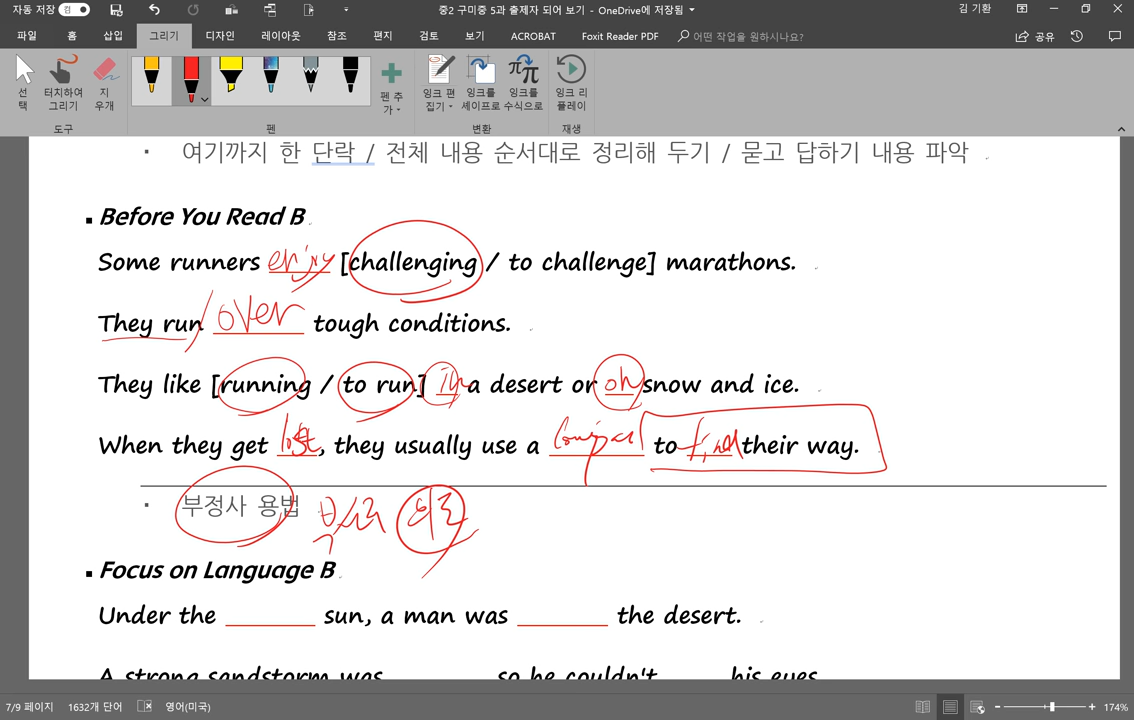 자동 저장 컴 중2 구미중 5과 출제자 되어 보기 - OneDrive에 저장됨 김 기환
파일 홈 삽입 그리기 디자인 레이아웃 참조 편지 검토 보기 ACROBAT Foxit Reader PDF 어떤 작업을 원하시나요? 공유
선택 터치하여 그리기 지우개 펜 추가 잉크 편집기 잉크를 셰이프로 잉크를 수식으로 잉크 리플레이
도구 펜 변환 재생
· 여기까지 한 단락 / 전체 내용 순서대로 정리해 두기 / 묻고 답하기 내용 파악
Before You Read B
Some runners enjoy [challenging / to challenge] marathons.
They run / over tough conditions.
They like [running / to run] in a desert or on snow and ice.
When they get lost, they usually use a to find their way.
· 부정사 용법
Focus on Language B
Under the sun, a man was the desert.
A strong sandstorm was so he couldn't his eyes
7/9 페이지 1632개 단어 영어(미국) 174%